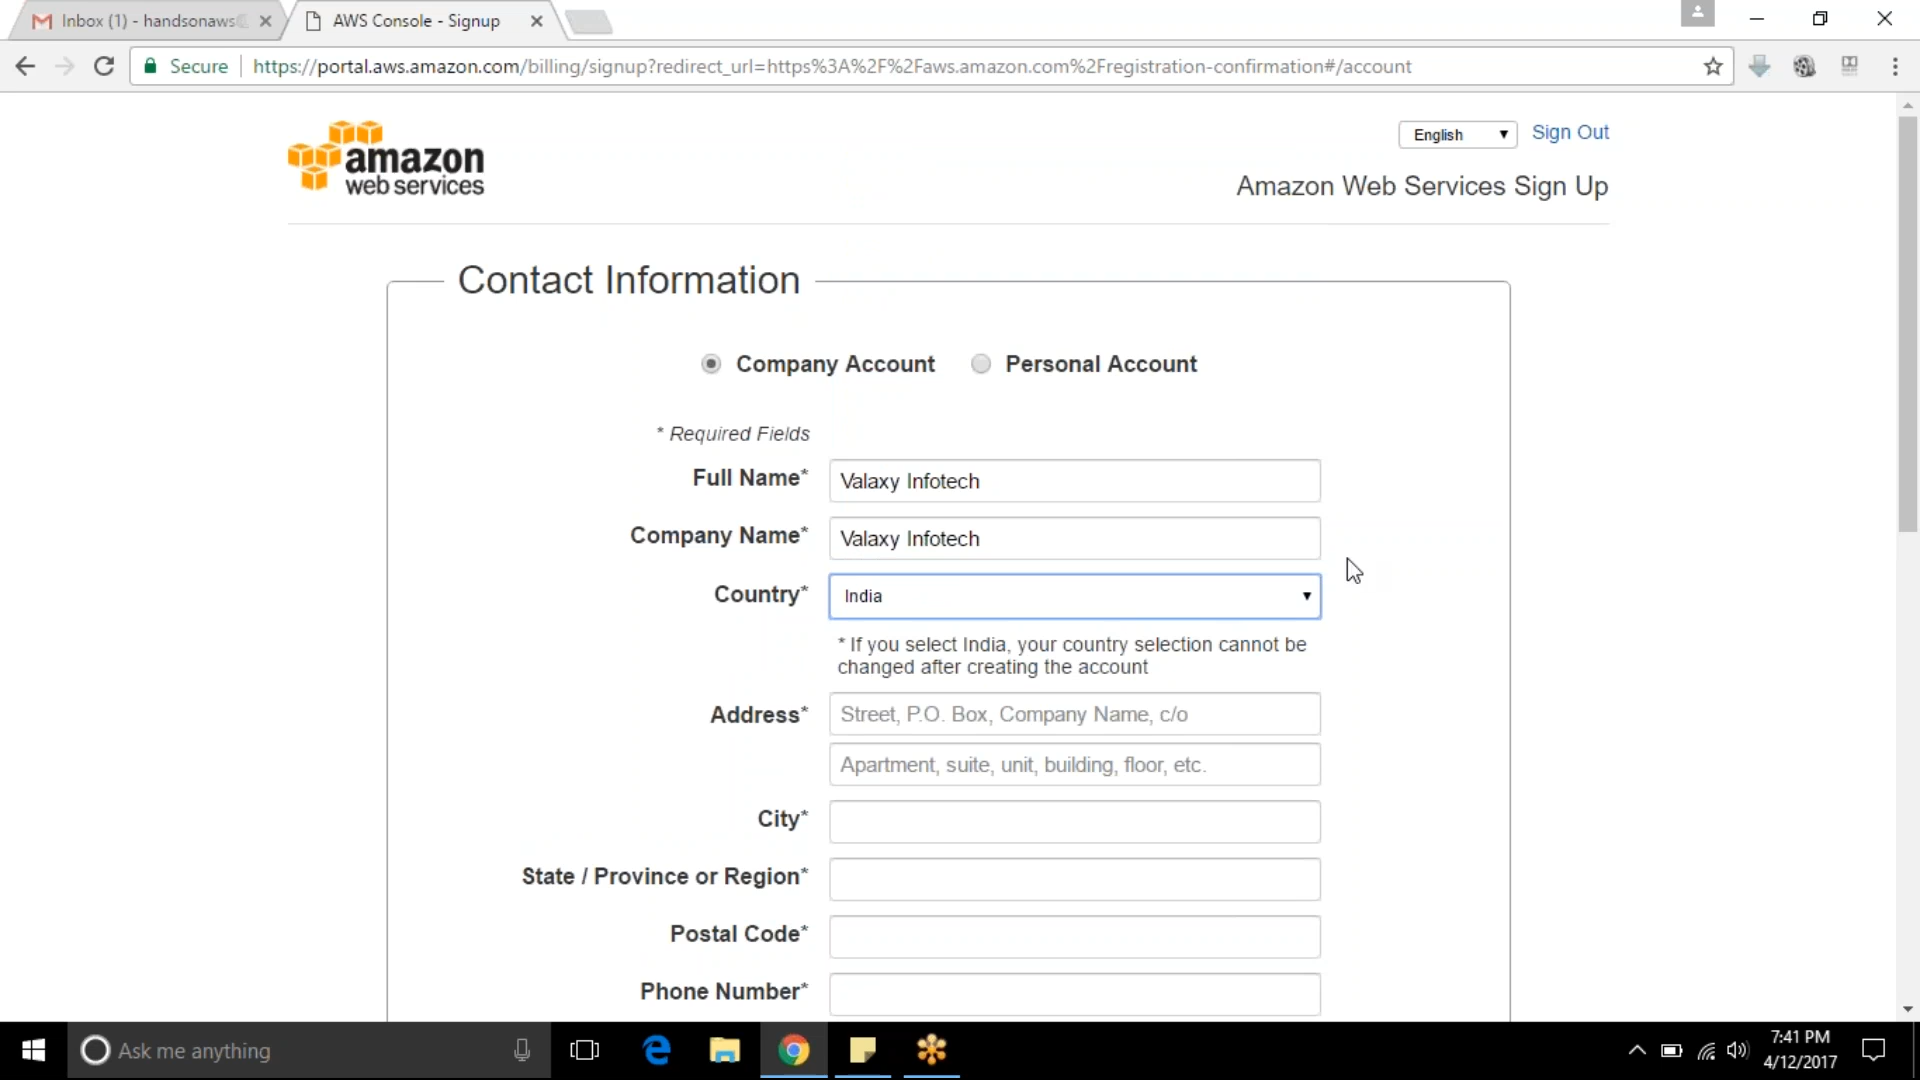 Inbox (1) - handsonaws
AWS Console - Signup
Secure
https://portal.aws.amazon.com/billing/signup?redirect_url=https%3A%2F%2Faws.amazon.com%2Fregistration-confirmation#/account
amazon
web services
English
Sign Out
Amazon Web Services Sign Up
Contact Information
Company Account
Personal Account
* Required Fields
Full Name*
Valaxy Infotech
Company Name*
Valaxy Infotech
Country*
India
* If you select India, your country selection cannot be
changed after creating the account
Address*
Street, P.O. Box, Company Name, c/o
Apartment, suite, unit, building, floor, etc.
City*
State / Province or Region*
Postal Code*
Phone Number*
Ask me anything
7:41 PM
4/12/2017